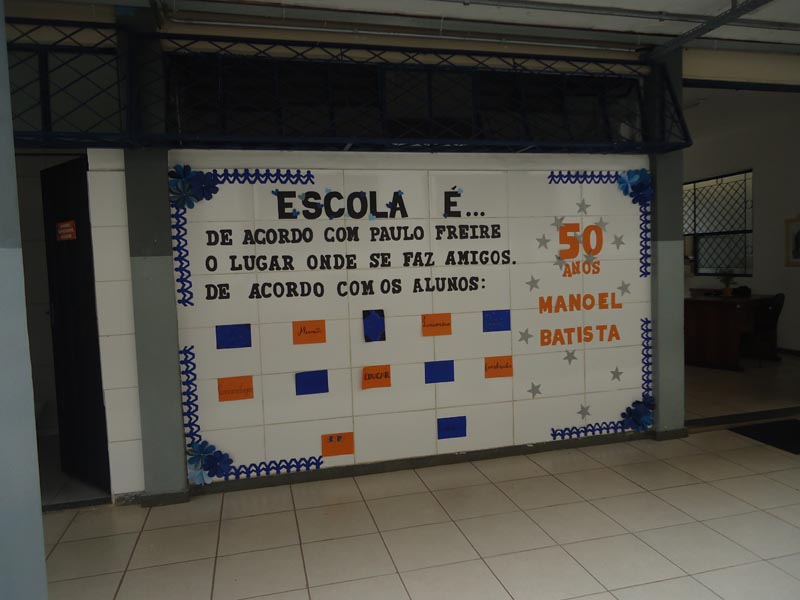 ESCOLA É...
DE ACORDO COM PAULO FREIRE
O LUGAR ONDE SE FAZ AMIGOS.
DE ACORDO COM OS ALUNOS:
50
ANOS
MANOEL
BATISTA
EDUCAR